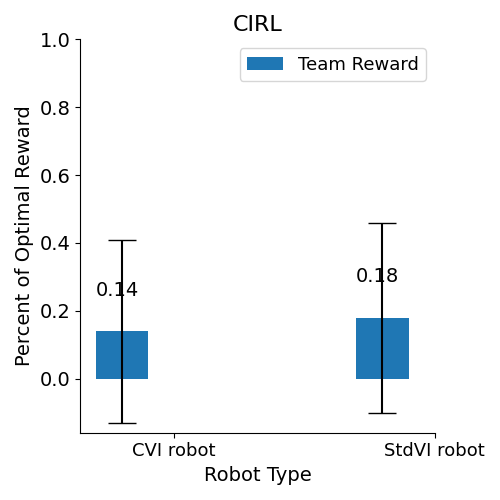 CIRL
1.0
Team Reward
0.8
0.6
0.4
0.14
0.18
0.2
0.0
Percent of Optimal Reward
CVI robot
StdVI robot
Robot Type